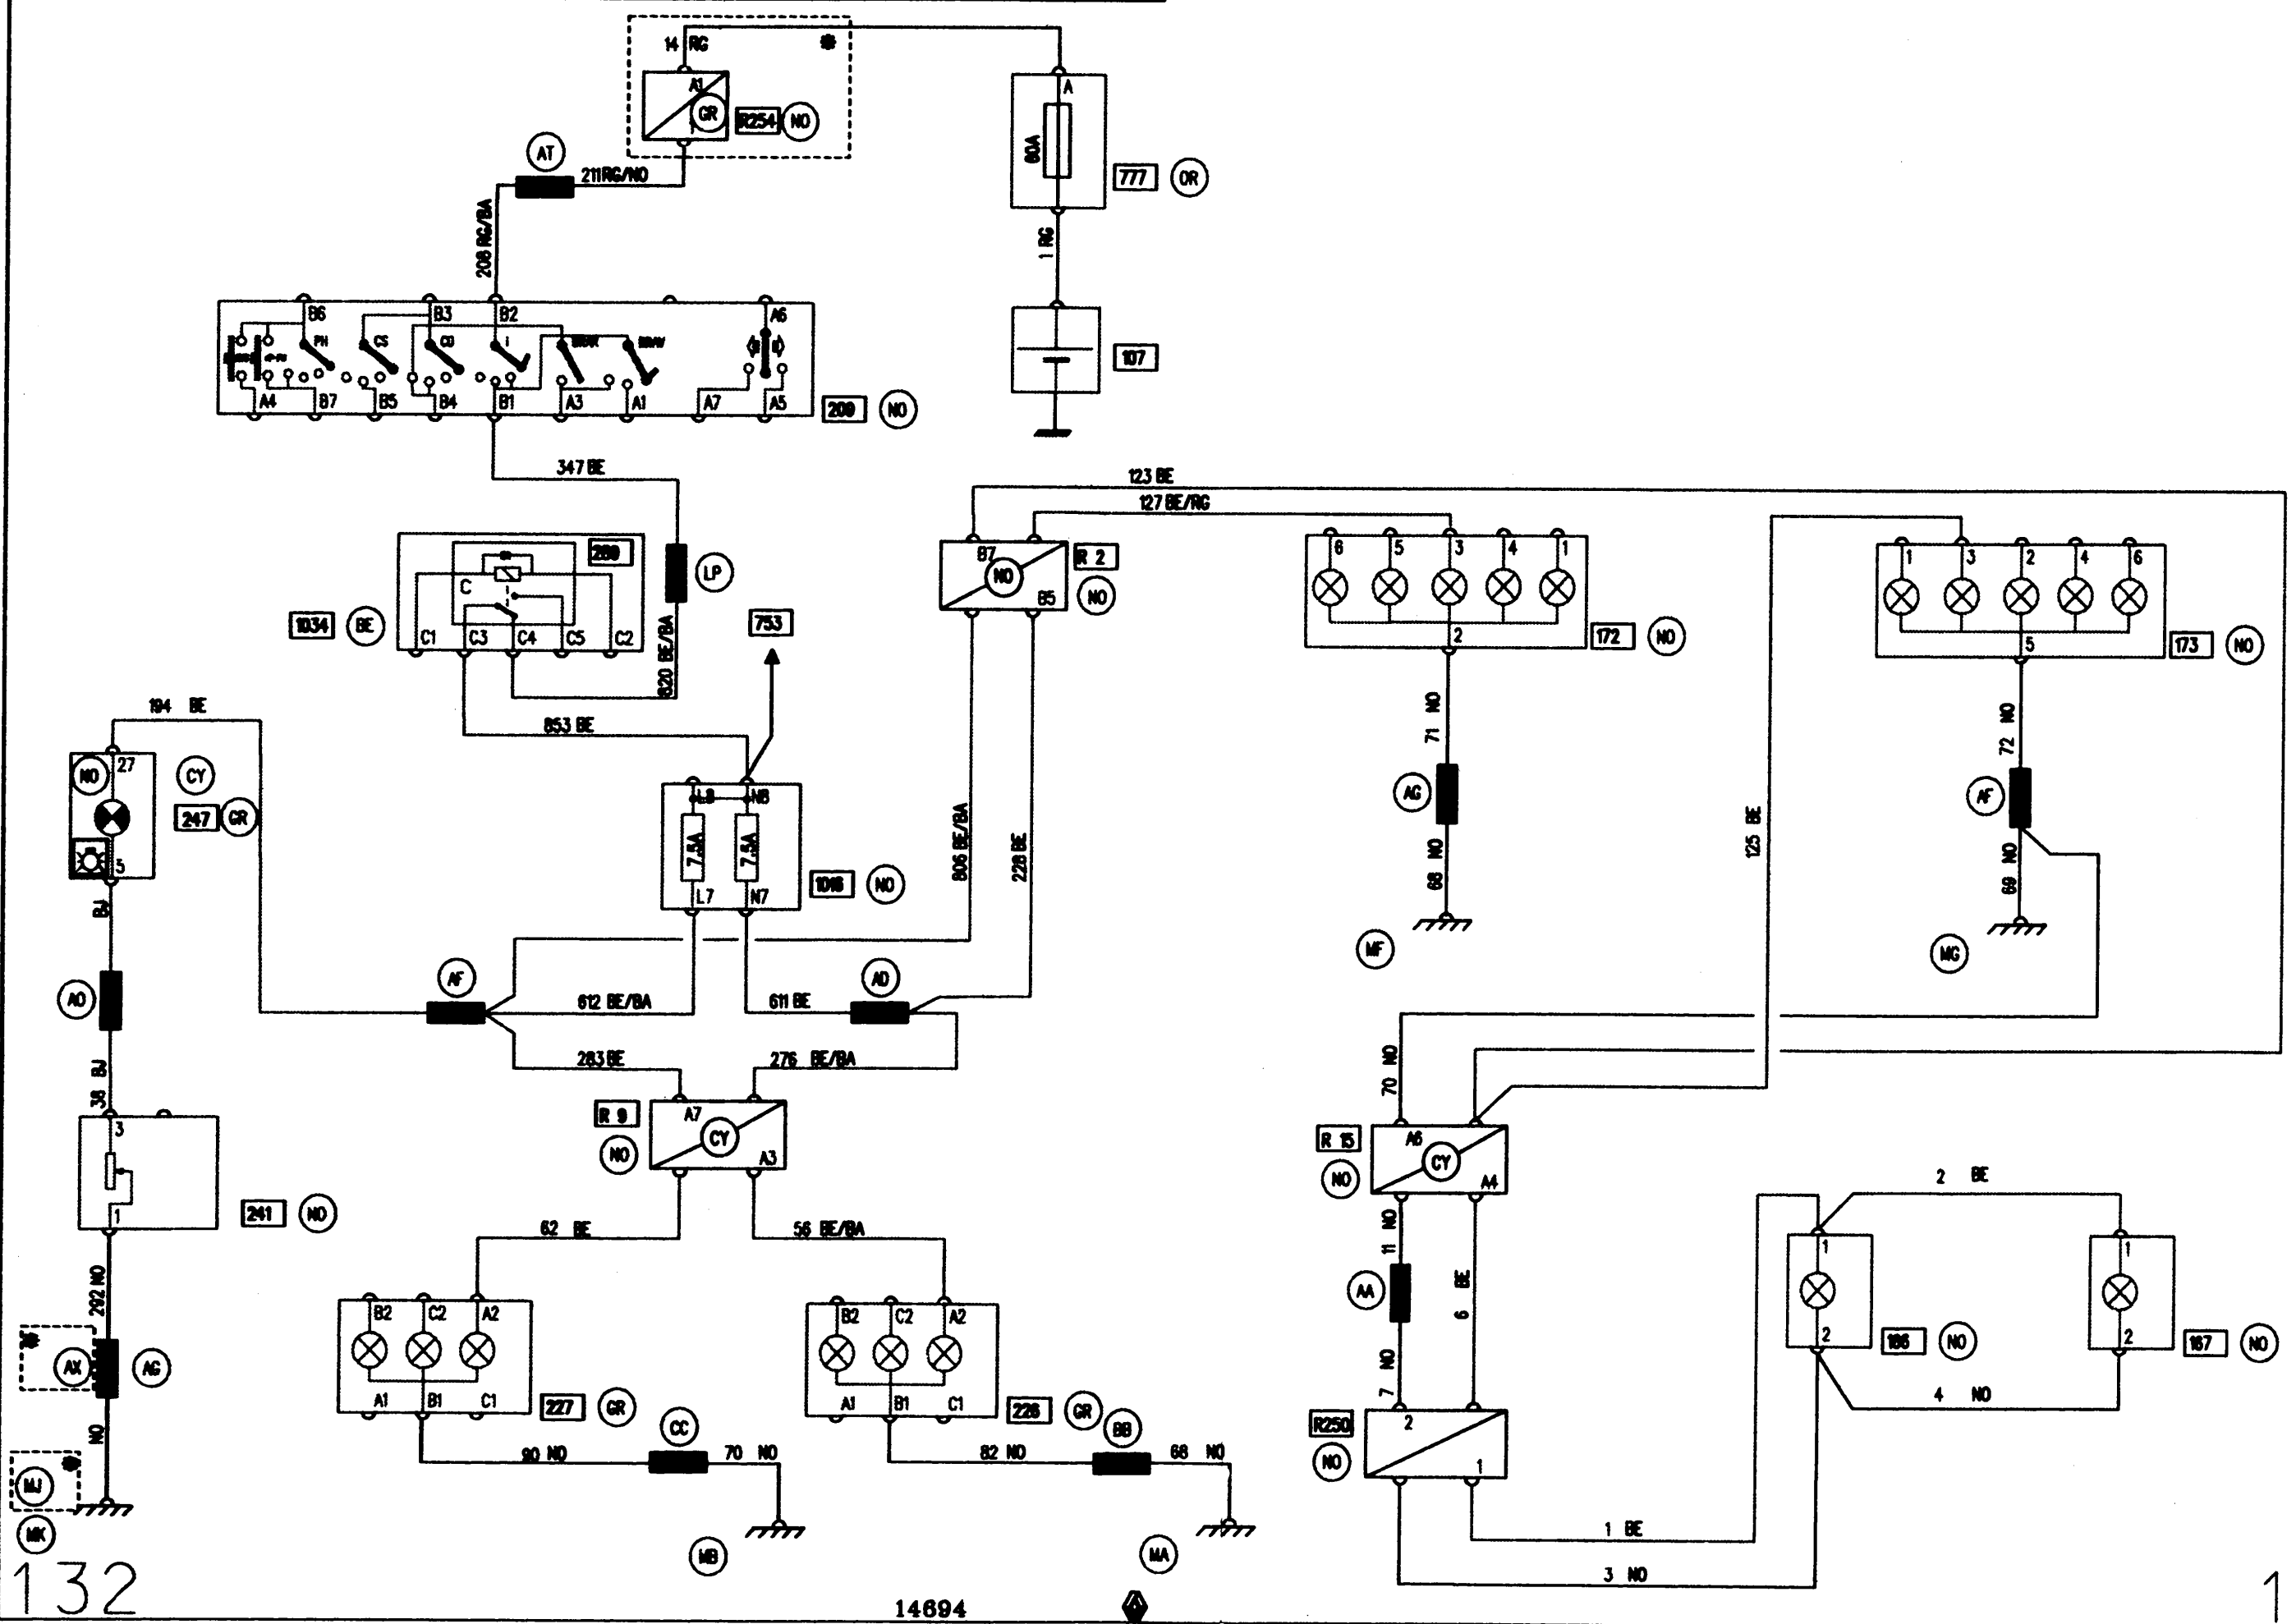 14 RG
A1
GR
R254
NO
A
60A
777
OR
AT
211RG/NO
208 RG/BA
1 RG
107
B6
B3
B2
A6
PH
CS
CO
I
A4
B7
B5
B4
B1
A3
A1
A7
A5
209
NO
347 BE
123 BE
127 BE/RG
C
C1
C3
C4
C5
C2
1034
BE
LP
820 BE/BA
753
853 BE
B7
NO
B5
R 2
NO
6
5
3
4
1
2
172
NO
1
3
2
4
6
5
173
NO
194 BE
NO
27
CY
247
GR
5
BJ
L8
N8
7.5A
7.5A
L7
N7
1016
NO
806 BE/BA
228 BE
71 NO
AG
68 NO
MF
72 NO
AF
69 NO
MG
125 BE
AO
AF
612 BE/BA
611 BE
AD
283 BE
276 BE/BA
38 BJ
3
1
241
NO
R 9
NO
A7
CY
A3
70 NO
R 15
NO
A6
CY
A4
62 BE
56 BE/BA
292 NO
AX
AG
NO
MJ
MK
B2
C2
A2
A1
B1
C1
227
GR
90 NO
CC
70 NO
MB
B2
C2
A2
A1
B1
C1
226
GR
82 NO
BB
68 NO
MA
11 NO
AA
7 NO
6 BE
R250
NO
2
1
2 BE
1
2
NO
1
2
167
NO
4 NO
1 BE
3 NO
132
14694
1